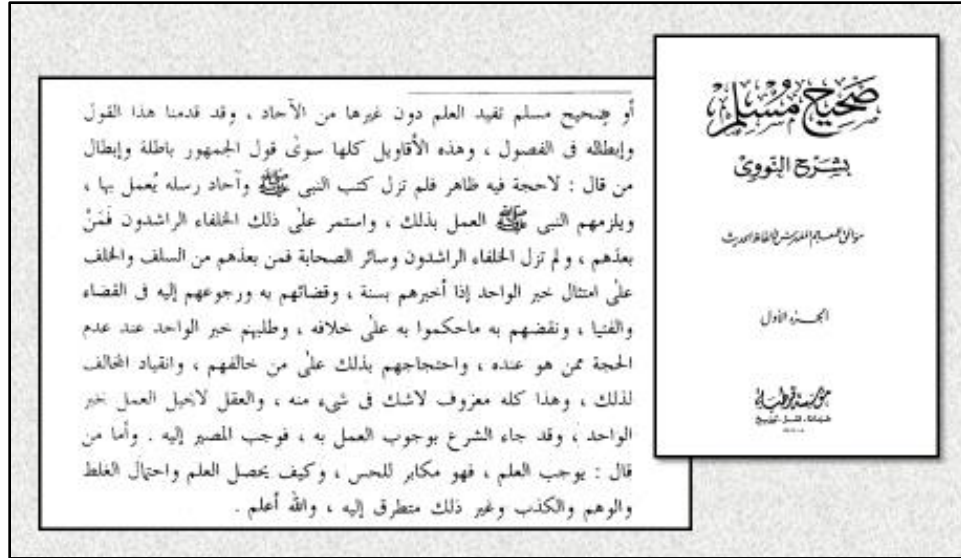 أو صحيح مسلم تفيد العلم دون غيرها من الآحاد ، وقد قدمنا هذا القول
وإبطاله فى الفصول ، وهذه الأقاويل كلها سوىٰ قول الجمهور باطلة وإبطال
من قال : لاحجة فيه ظاهر فلم تزل كتب النبى ﷺ وآحاد رسله يُعمل بها ،
ويلزمهم النبى ﷺ العمل بذلك ، واستمر علىٰ ذلك الخلفاء الراشدون فَمَنْ
بعدهم ، ولم تزل الخلفاء الراشدون وسائر الصحابة فمن بعدهم من السلف والخلف
علىٰ امتثال خبر الواحد إذا أخبرهم بسنة ، وقضائهم به ورجوعهم إليه فى القضاء
والفتيا ، ونقضهم به ماحكموا به علىٰ خلافه ، وطلبهم خبر الواحد عند عدم
الحجة ممن هو عنده ، واحتجاجهم بذلك علىٰ من خالفهم ، وانقياد المخالف
لذلك ، وهذا كله معروف لاشك فى شىء منه ، والعقل لايحيل العمل بخبر
الواحد ، وقد جاء الشرع بوجوب العمل به ، فوجب المصير إليه . وأما من
قال : يوجب العلم ، فهو مكابر للحس ، وكيف يحصل العلم واحتمال الغلط
والوهم والكذب وغير ذلك متطرق إليه ، والله أعلم .
صَحِيح مُسْلِم
بشَرْح النَّوَوِىْ
الجزء الأول
مؤسسة قرطبة